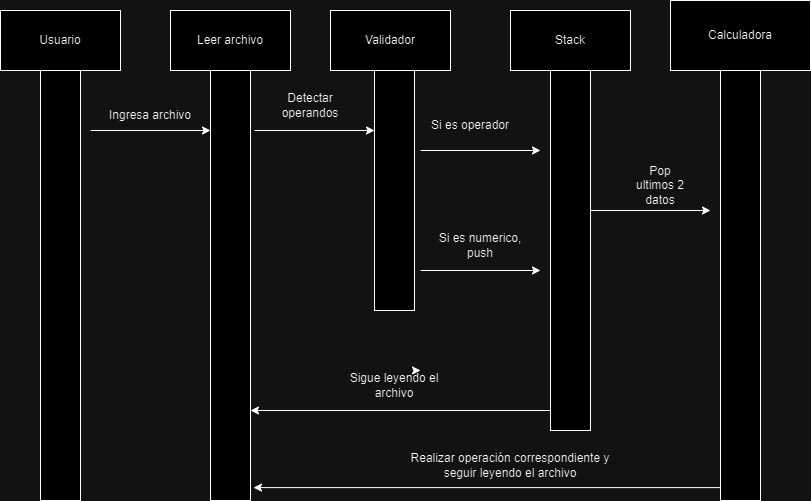 Usuario
Leer archivo
Validador
Stack
Calculadora
Ingresa archivo
Detectar
operandos
Si es operador
Pop
ultimos 2
datos
Si es numerico,
push
Sigue leyendo el
archivo
Realizar operación correspondiente y
seguir leyendo el archivo